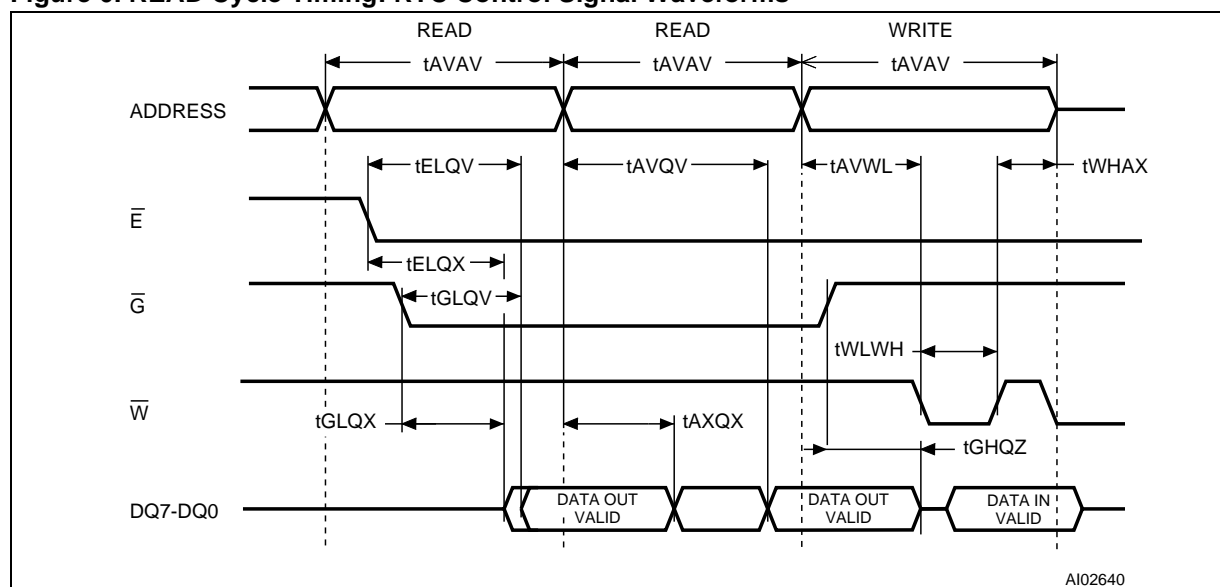 Figure 6. READ Cycle Timing: RTC Control Signal Waveforms
READ READ WRITE
tAVAV tAVAV tAVAV
ADDRESS
tELQV tAVQV tAVWL tWHAX
E
tELQX
G tGLQV
tWLWH
W
tGLQX tAXQX
tGHQZ
DQ7-DQ0
DATA OUT VALID
DATA OUT VALID
DATA IN VALID
AI02640